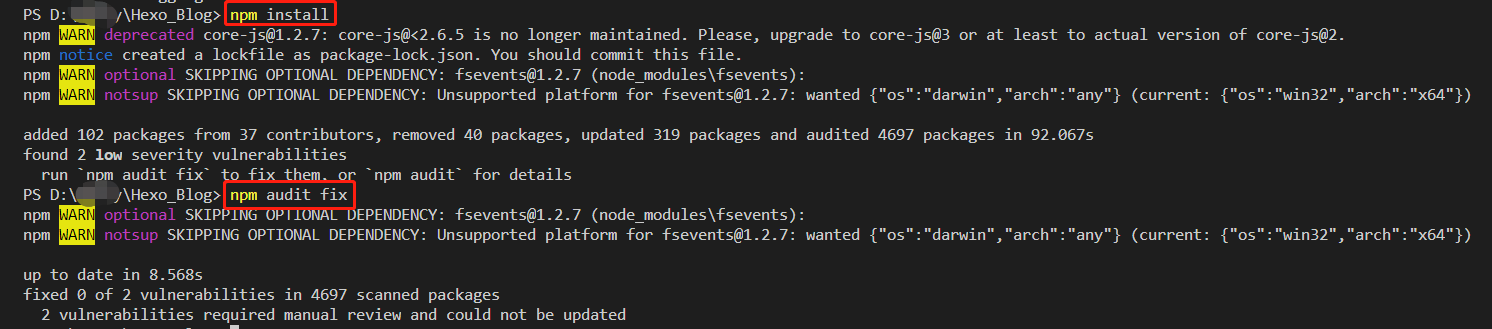 PS D:\ y\Hexo_Blog> npm install
npm WARN deprecated core-js@1.2.7: core-js@<2.6.5 is no longer maintained. Please, upgrade to core-js@3 or at least to actual version of core-js@2.
npm notice created a lockfile as package-lock.json. You should commit this file.
npm WARN optional SKIPPING OPTIONAL DEPENDENCY: fsevents@1.2.7 (node_modules\fsevents):
npm WARN notsup SKIPPING OPTIONAL DEPENDENCY: Unsupported platform for fsevents@1.2.7: wanted {"os":"darwin","arch":"any"} (current: {"os":"win32","arch":"x64"})
added 102 packages from 37 contributors, removed 40 packages, updated 319 packages and audited 4697 packages in 92.067s
found 2 low severity vulnerabilities
run `npm audit fix` to fix them, or `npm audit` for details
PS D:\ y\Hexo_Blog> npm audit fix
npm WARN optional SKIPPING OPTIONAL DEPENDENCY: fsevents@1.2.7 (node_modules\fsevents):
npm WARN notsup SKIPPING OPTIONAL DEPENDENCY: Unsupported platform for fsevents@1.2.7: wanted {"os":"darwin","arch":"any"} (current: {"os":"win32","arch":"x64"})
up to date in 8.568s
fixed 0 of 2 vulnerabilities in 4697 scanned packages
2 vulnerabilities required manual review and could not be updated